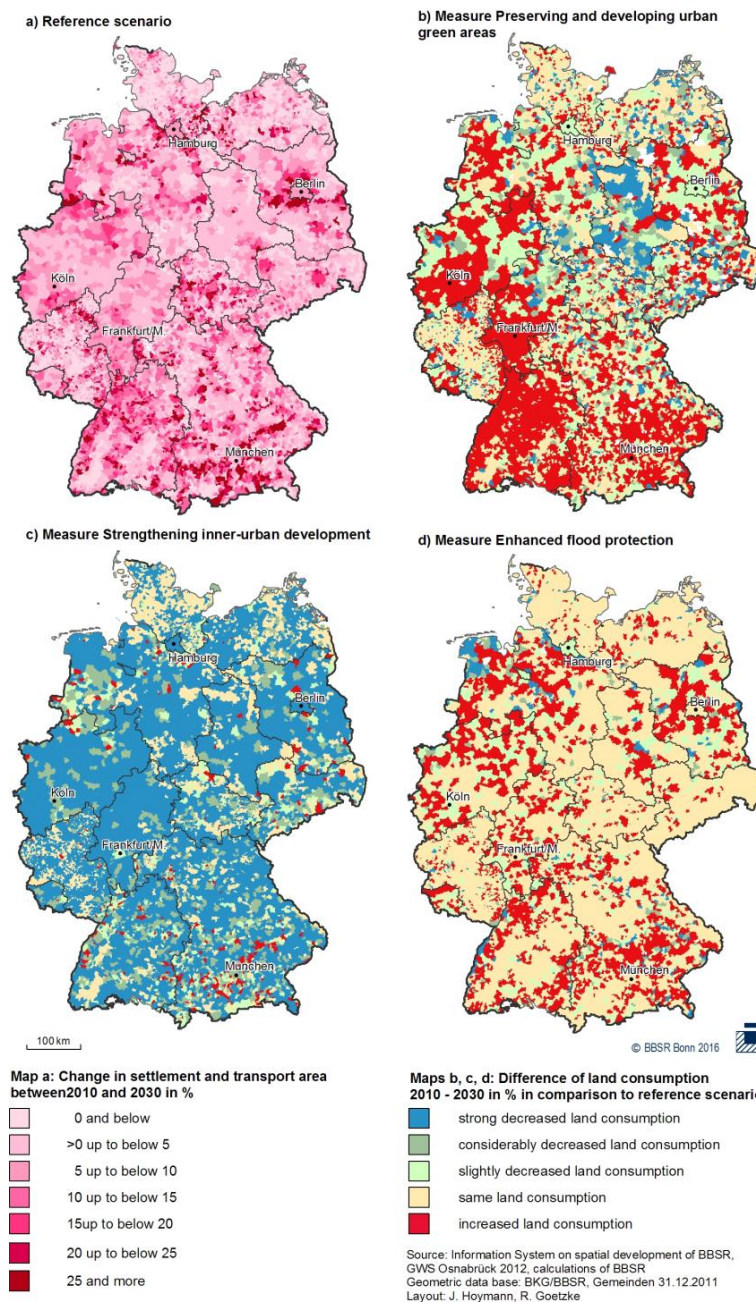 a) Reference scenario
Hamburg
Berlin
Köln
Frankfurt/M.
München
b) Measure Preserving and developing urban
green areas
Hamburg
Berlin
Köln
Frankfurt/M.
München
c) Measure Strengthening inner-urban development
Hamburg
Berlin
Köln
Frankfurt/M.
München
100 km
d) Measure Enhanced flood protection
Hamburg
Berlin
Köln
Frankfurt/M.
München
© BBSR Bonn 2016
Map a: Change in settlement and transport area
between2010 and 2030 in %
0 and below
>0 up to below 5
5 up to below 10
10 up to below 15
15up to below 20
20 up to below 25
25 and more
Maps b, c, d: Difference of land consumption
2010 - 2030 in % in comparison to reference scenario
strong decreased land consumption
considerably decreased land consumption
slightly decreased land consumption
same land consumption
increased land consumption
Source: Information System on spatial development of BBSR,
GWS Osnabrück 2012, calculations of BBSR
Geometric data base: BKG/BBSR, Gemeinden 31.12.2011
Layout: J. Hoymann, R. Goetzke